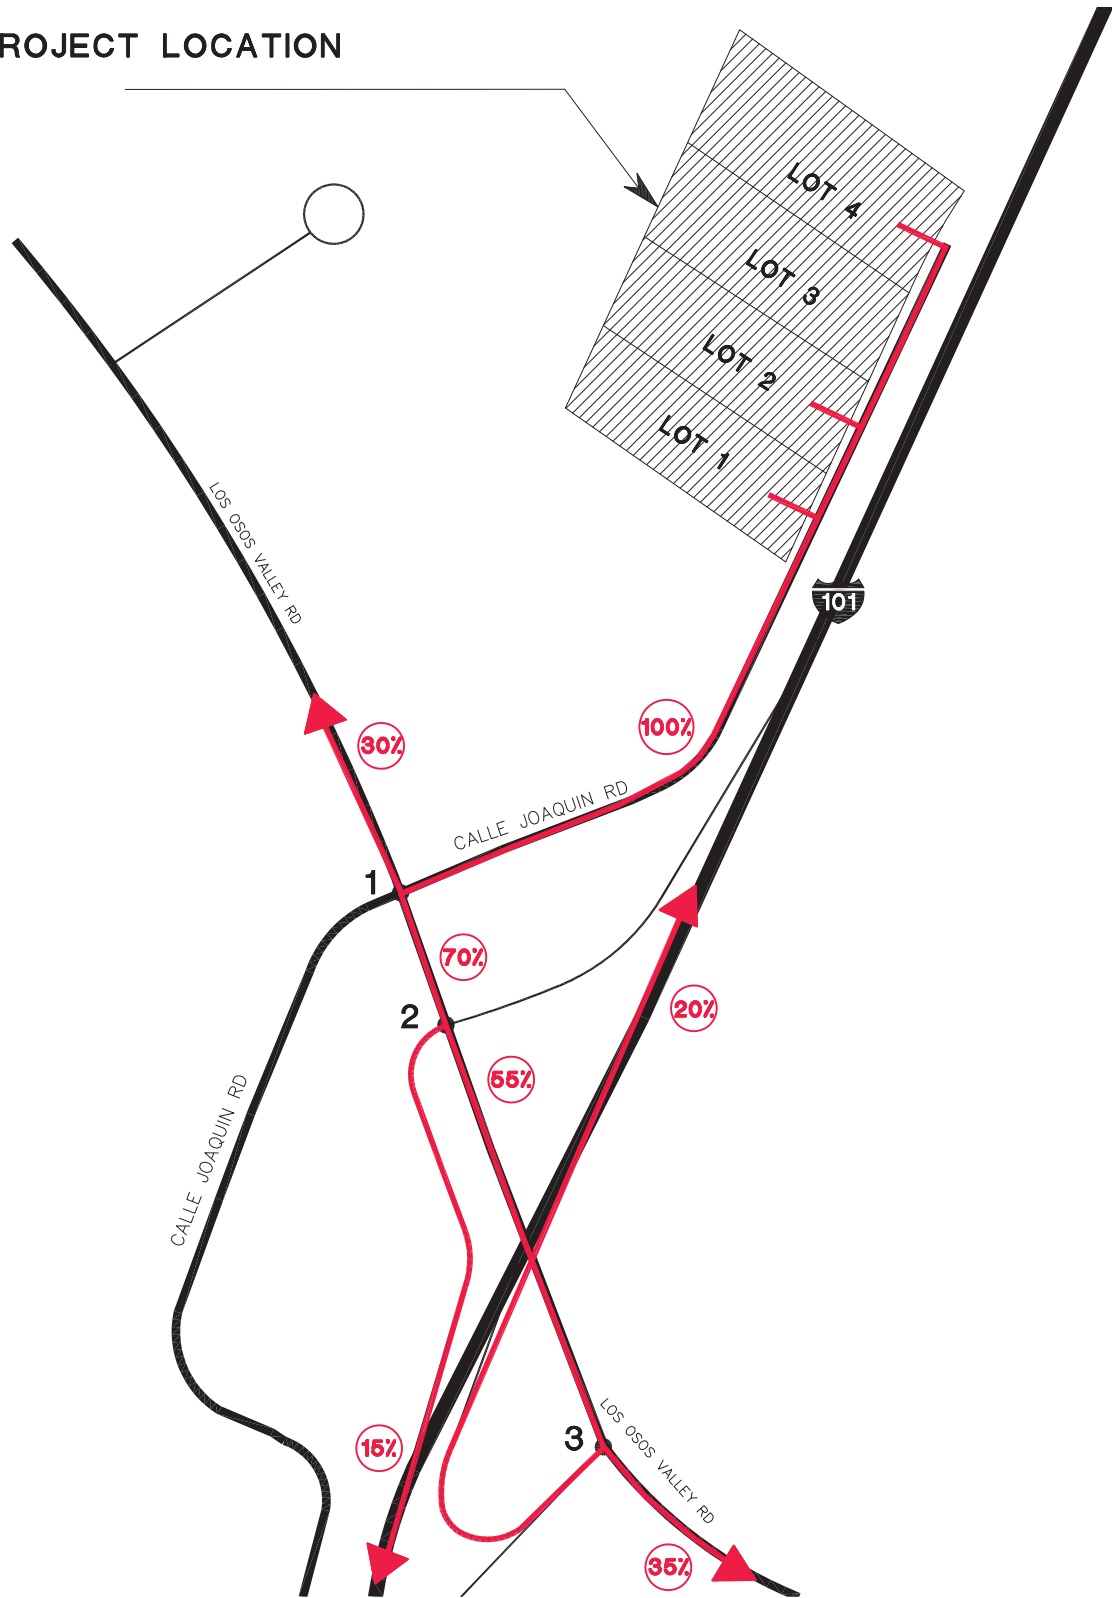 ROJECT LOCATION
LOT 4
LOT 3
LOT 2
LOT 1
LOS OSOS VALLEY RD
101
30%
100%
CALLE JOAQUIN RD
1
70%
2
20%
55%
CALLE JOAQUIN RD
15%
3
LOS OSOS VALLEY RD
35%